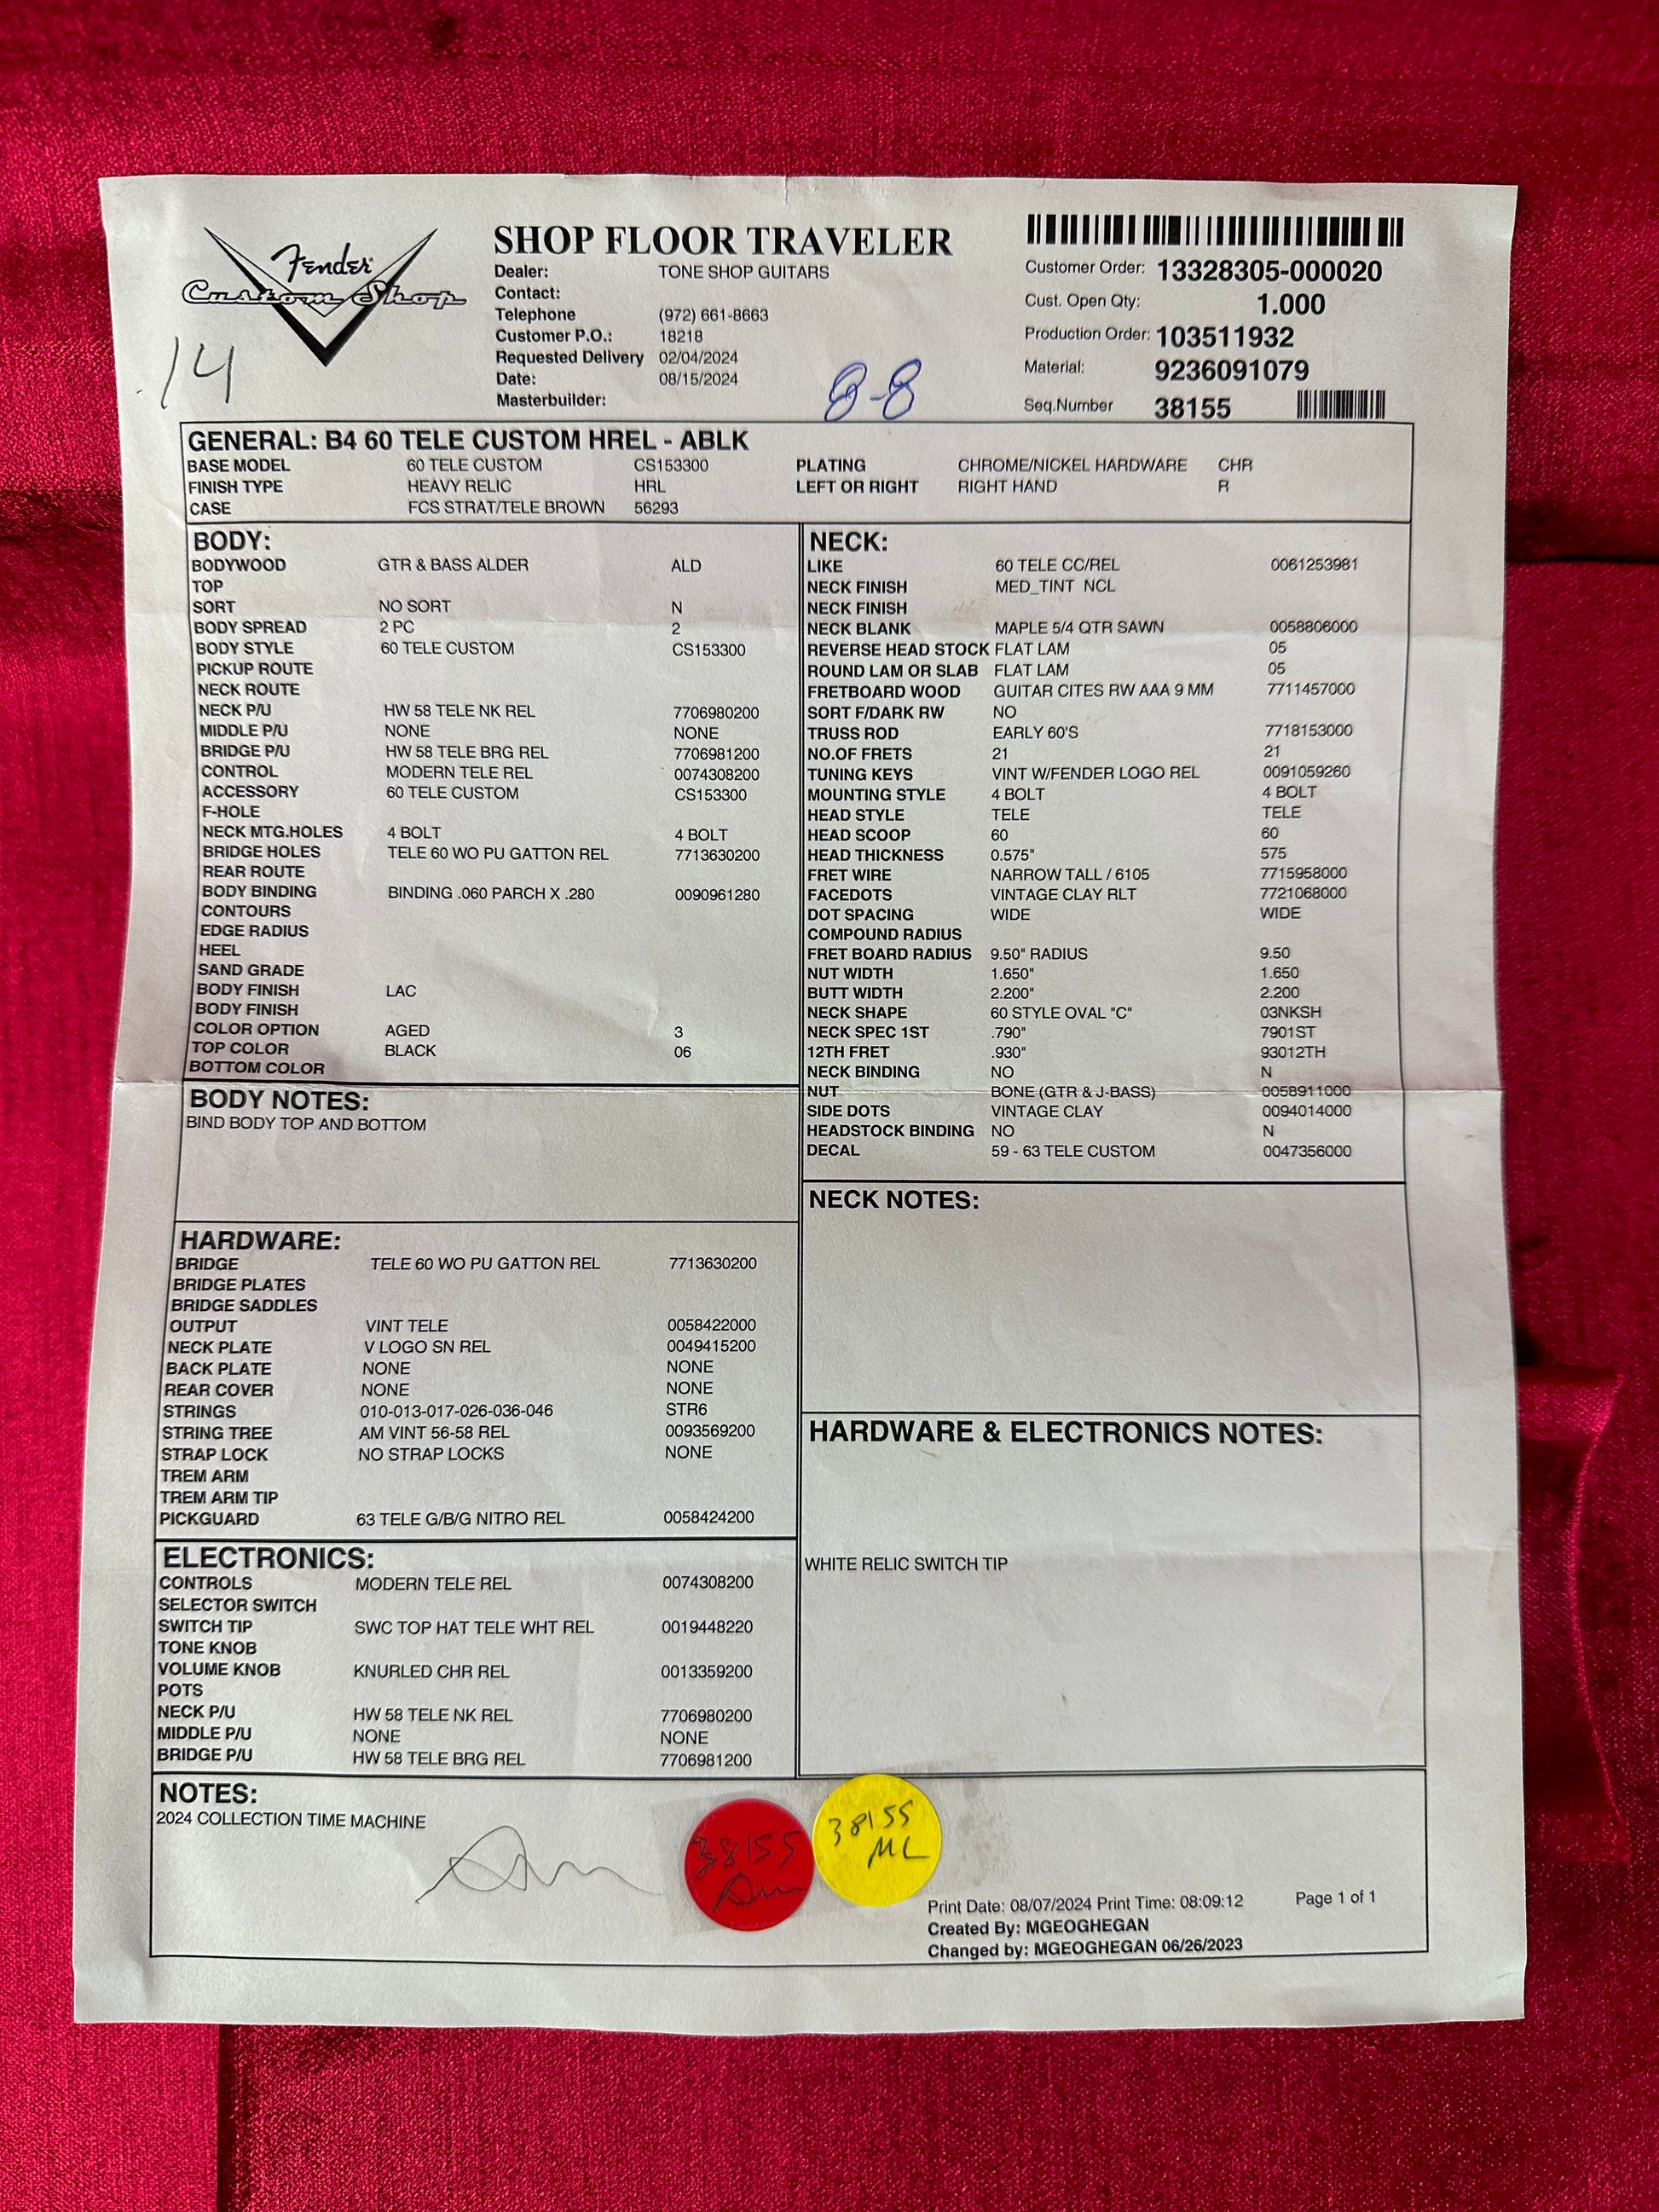 Fender
Custom Shop
14
SHOP FLOOR TRAVELER
Dealer: TONE SHOP GUITARS
Contact:
Telephone (972) 661-8663
Customer P.O.: 18218
Requested Delivery 02/04/2024
Date: 08/15/2024
Masterbuilder:
8-8
Customer Order: 13328305-000020
Cust. Open Qty: 1.000
Production Order: 103511932
Material: 9236091079
Seq.Number 38155
GENERAL: B4 60 TELE CUSTOM HREL - ABLK
BASE MODEL 60 TELE CUSTOM CS153300 PLATING CHROME/NICKEL HARDWARE CHR
FINISH TYPE HEAVY RELIC HRL LEFT OR RIGHT RIGHT HAND R
CASE FCS STRAT/TELE BROWN 56293
BODY:
BODYWOOD GTR & BASS ALDER ALD
TOP
SORT NO SORT N
BODY SPREAD 2 PC 2
BODY STYLE 60 TELE CUSTOM CS153300
PICKUP ROUTE
NECK ROUTE
NECK P/U HW 58 TELE NK REL 7706980200
MIDDLE P/U NONE NONE
BRIDGE P/U HW 58 TELE BRG REL 7706981200
CONTROL MODERN TELE REL 0074308200
ACCESSORY 60 TELE CUSTOM CS153300
F-HOLE
NECK MTG.HOLES 4 BOLT 4 BOLT
BRIDGE HOLES TELE 60 WO PU GATTON REL 7713630200
REAR ROUTE
BODY BINDING BINDING .060 PARCH X .280 0090961280
CONTOURS
EDGE RADIUS
HEEL
SAND GRADE
BODY FINISH LAC
BODY FINISH
COLOR OPTION AGED 3
TOP COLOR BLACK 06
BOTTOM COLOR
BODY NOTES:
BIND BODY TOP AND BOTTOM
HARDWARE:
BRIDGE TELE 60 WO PU GATTON REL 7713630200
BRIDGE PLATES
BRIDGE SADDLES
OUTPUT VINT TELE 0058422000
NECK PLATE V LOGO SN REL 0049415200
BACK PLATE NONE NONE
REAR COVER NONE NONE
STRINGS 010-013-017-026-036-046 STR6
STRING TREE AM VINT 56-58 REL 0093569200
STRAP LOCK NO STRAP LOCKS NONE
TREM ARM
TREM ARM TIP
PICKGUARD 63 TELE G/B/G NITRO REL 0058424200
ELECTRONICS:
CONTROLS MODERN TELE REL 0074308200
SELECTOR SWITCH
SWITCH TIP SWC TOP HAT TELE WHT REL 0019448220
TONE KNOB
VOLUME KNOB KNURLED CHR REL 0013359200
POTS
NECK P/U HW 58 TELE NK REL 7706980200
MIDDLE P/U NONE NONE
BRIDGE P/U HW 58 TELE BRG REL 7706981200
NECK:
LIKE 60 TELE CC/REL 0061253981
NECK FINISH MED_TINT NCL
NECK FINISH
NECK BLANK MAPLE 5/4 QTR SAWN 0058806000
REVERSE HEAD STOCK FLAT LAM 05
ROUND LAM OR SLAB FLAT LAM 05
FRETBOARD WOOD GUITAR CITES RW AAA 9 MM 7711457000
SORT F/DARK RW NO
TRUSS ROD EARLY 60'S 7718153000
NO.OF FRETS 21 21
TUNING KEYS VINT W/FENDER LOGO REL 0091059260
MOUNTING STYLE 4 BOLT 4 BOLT
HEAD STYLE TELE TELE
HEAD SCOOP 60 60
HEAD THICKNESS 0.575" 575
FRET WIRE NARROW TALL / 6105 7715958000
FACEDOTS VINTAGE CLAY RLT 7721068000
DOT SPACING WIDE WIDE
COMPOUND RADIUS
FRET BOARD RADIUS 9.50" RADIUS 9.50
NUT WIDTH 1.650" 1.650
BUTT WIDTH 2.200" 2.200
NECK SHAPE 60 STYLE OVAL "C" 03NKSH
NECK SPEC 1ST .790" 7901ST
12TH FRET .930" 93012TH
NECK BINDING NO N
NUT BONE (GTR & J-BASS) 0058911000
SIDE DOTS VINTAGE CLAY 0094014000
HEADSTOCK BINDING NO N
DECAL 59 - 63 TELE CUSTOM 0047356000
NECK NOTES:
HARDWARE & ELECTRONICS NOTES:
WHITE RELIC SWITCH TIP
NOTES:
2024 COLLECTION TIME MACHINE
38155
38155
ML
Print Date: 08/07/2024 Print Time: 08:09:12 Page 1 of 1
Created By: MGEOGHEGAN
Changed by: MGEOGHEGAN 06/26/2023